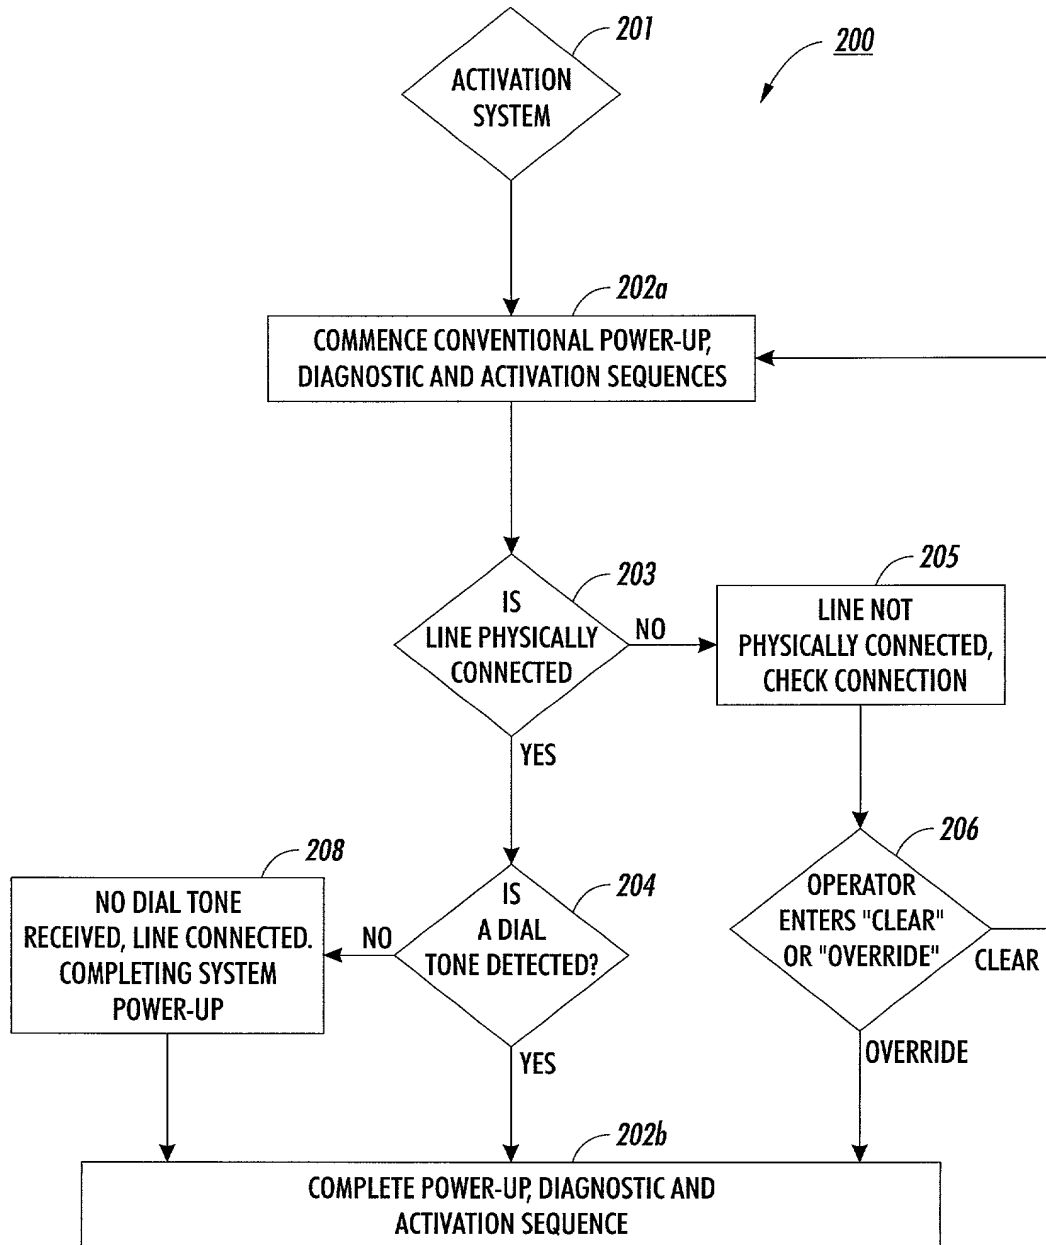 201
200
ACTIVATION
SYSTEM
202a
COMMENCE CONVENTIONAL POWER-UP,
DIAGNOSTIC AND ACTIVATION SEQUENCES
203
IS
LINE PHYSICALLY
CONNECTED
NO
YES
205
LINE NOT
PHYSICALLY CONNECTED,
CHECK CONNECTION
206
OPERATOR
ENTERS "CLEAR"
OR "OVERRIDE"
CLEAR
OVERRIDE
204
IS
A DIAL
TONE DETECTED?
NO
YES
208
NO DIAL TONE
RECEIVED, LINE CONNECTED.
COMPLETING SYSTEM
POWER-UP
202b
COMPLETE POWER-UP, DIAGNOSTIC AND
ACTIVATION SEQUENCE